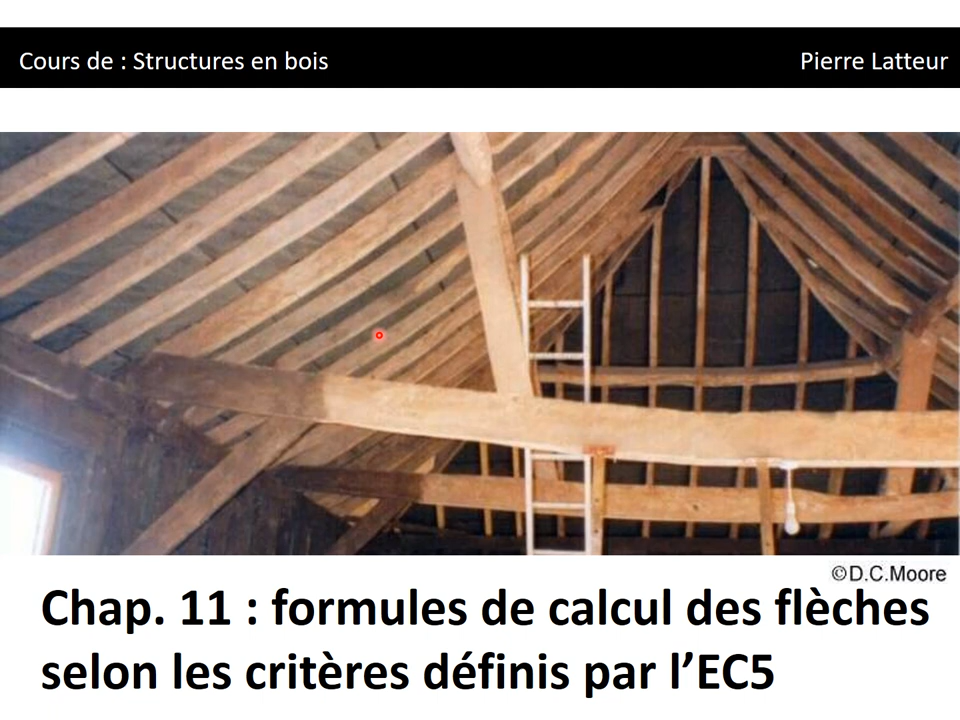 Cours de : Structures en bois
Pierre Latteur
©D.C.Moore
Chap. 11 : formules de calcul des flèches
selon les critères définis par l’EC5